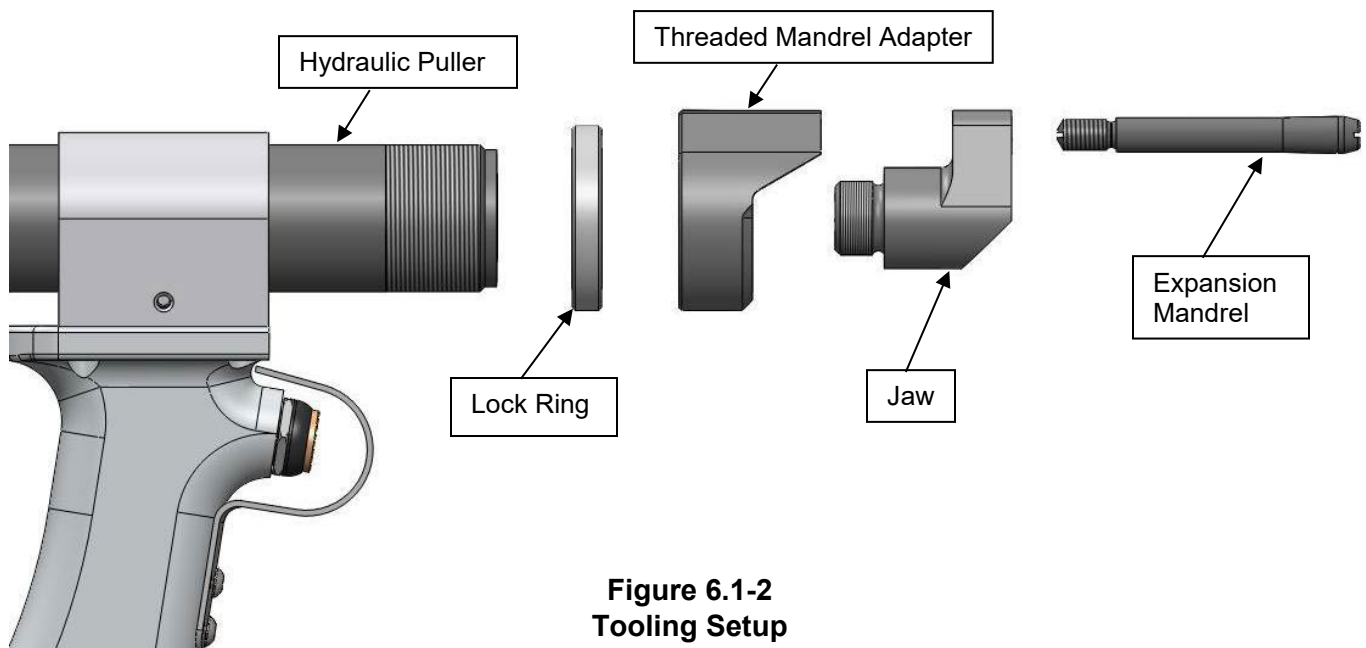 Threaded Mandrel Adapter
Hydraulic Puller
Expansion
Mandrel
Jaw
Lock Ring
Figure 6.1-2
Tooling Setup